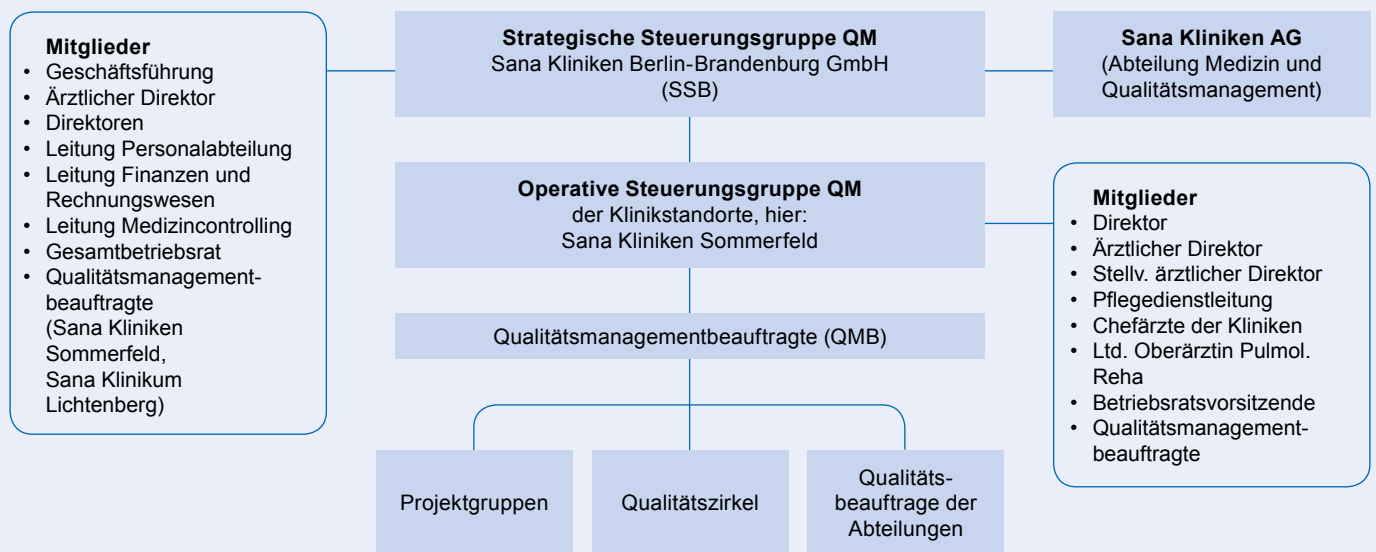 Mitglieder
• Geschäftsführung
• Ärztlicher Direktor
• Direktoren
• Leitung Personalabteilung
• Leitung Finanzen und
Rechnungswesen
• Leitung Medizincontrolling
• Gesamtbetriebsrat
• Qualitätsmanagement-
beauftragte
(Sana Kliniken
Sommerfeld,
Sana Klinikum
Lichtenberg)
Strategische Steuerungsgruppe QM
Sana Kliniken Berlin-Brandenburg GmbH
(SSB)
Sana Kliniken AG
(Abteilung Medizin und
Qualitätsmanagement)
Operative Steuerungsgruppe QM
der Klinikstandorte, hier:
Sana Kliniken Sommerfeld
Mitglieder
• Direktor
• Ärztlicher Direktor
• Stellv. ärztlicher Direktor
• Pflegedienstleitung
• Chefärzte der Kliniken
• Ltd. Oberärztin Pulmol.
Reha
• Betriebsratsvorsitzende
• Qualitätsmanagement-
beauftragte
Qualitätsmanagementbeauftragte (QMB)
Projektgruppen
Qualitätszirkel
Qualitäts-
beauftrage der
Abteilungen